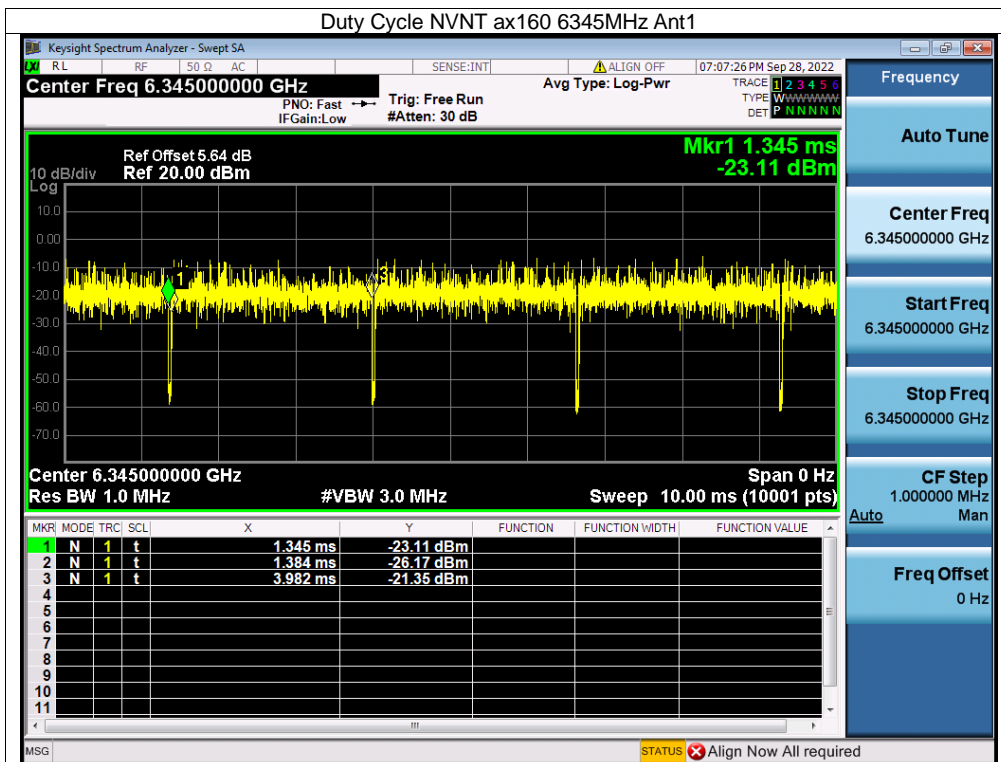 Duty Cycle NVNT ax160 6345MHz Ant1
Keysight Spectrum Analyzer - Swept SA
LXI RL RF 50 Ω AC SENSE:INT ALIGN OFF 07:07:26 PM Sep 28, 2022
Center Freq 6.345000000 GHz
PNO: Fast
IFGain:Low
Trig: Free Run
#Atten: 30 dB
Avg Type: Log-Pwr
TRACE 1 2 3 4 5 6
TYPE WWWWWW
DET P N N N N N
Frequency
Auto Tune
Center Freq
6.345000000 GHz
Start Freq
6.345000000 GHz
Stop Freq
6.345000000 GHz
CF Step
1.000000 MHz
Auto Man
Freq Offset
0 Hz
Mkr1 1.345 ms
-23.11 dBm
Ref Offset 5.64 dB
10 dB/div Ref 20.00 dBm
Log
10.0
0.00
-10.0
-20.0
-30.0
-40.0
-50.0
-60.0
-70.0
1
3
Center 6.345000000 GHz Span 0 Hz
Res BW 1.0 MHz #VBW 3.0 MHz Sweep 10.00 ms (10001 pts)
MKR MODE TRC SCL X Y FUNCTION FUNCTION WIDTH FUNCTION VALUE
1 N 1 t 1.345 ms -23.11 dBm
2 N 1 t 1.384 ms -26.17 dBm
3 N 1 t 3.982 ms -21.35 dBm
4
5
6
7
8
9
10
11
MSG STATUS Align Now All required